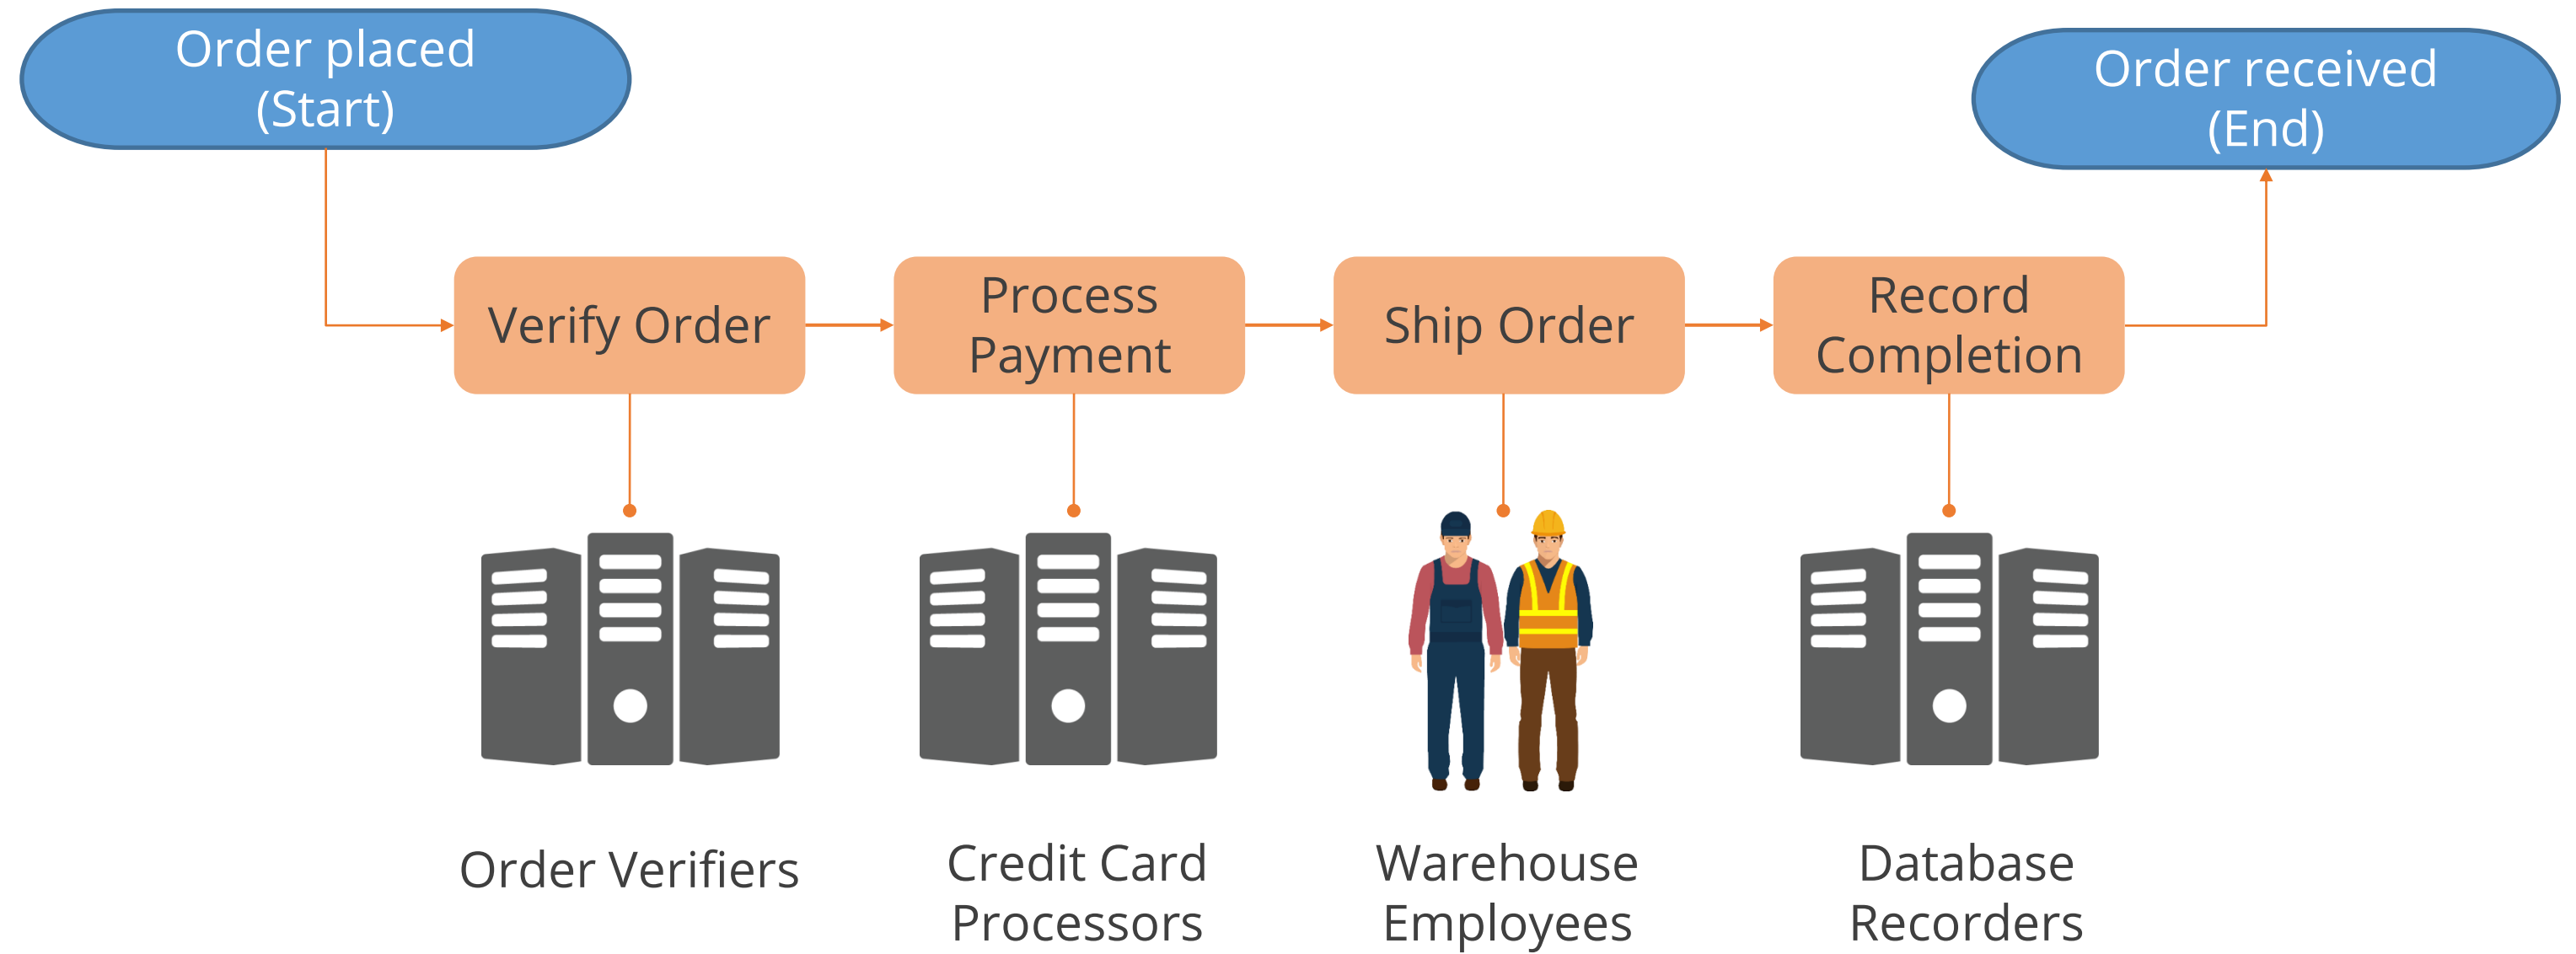 Order placed
(Start)
Order received
(End)
Verify Order
Process
Payment
Ship Order
Record
Completion
Order Verifiers
Credit Card
Processors
Warehouse
Employees
Database
Recorders